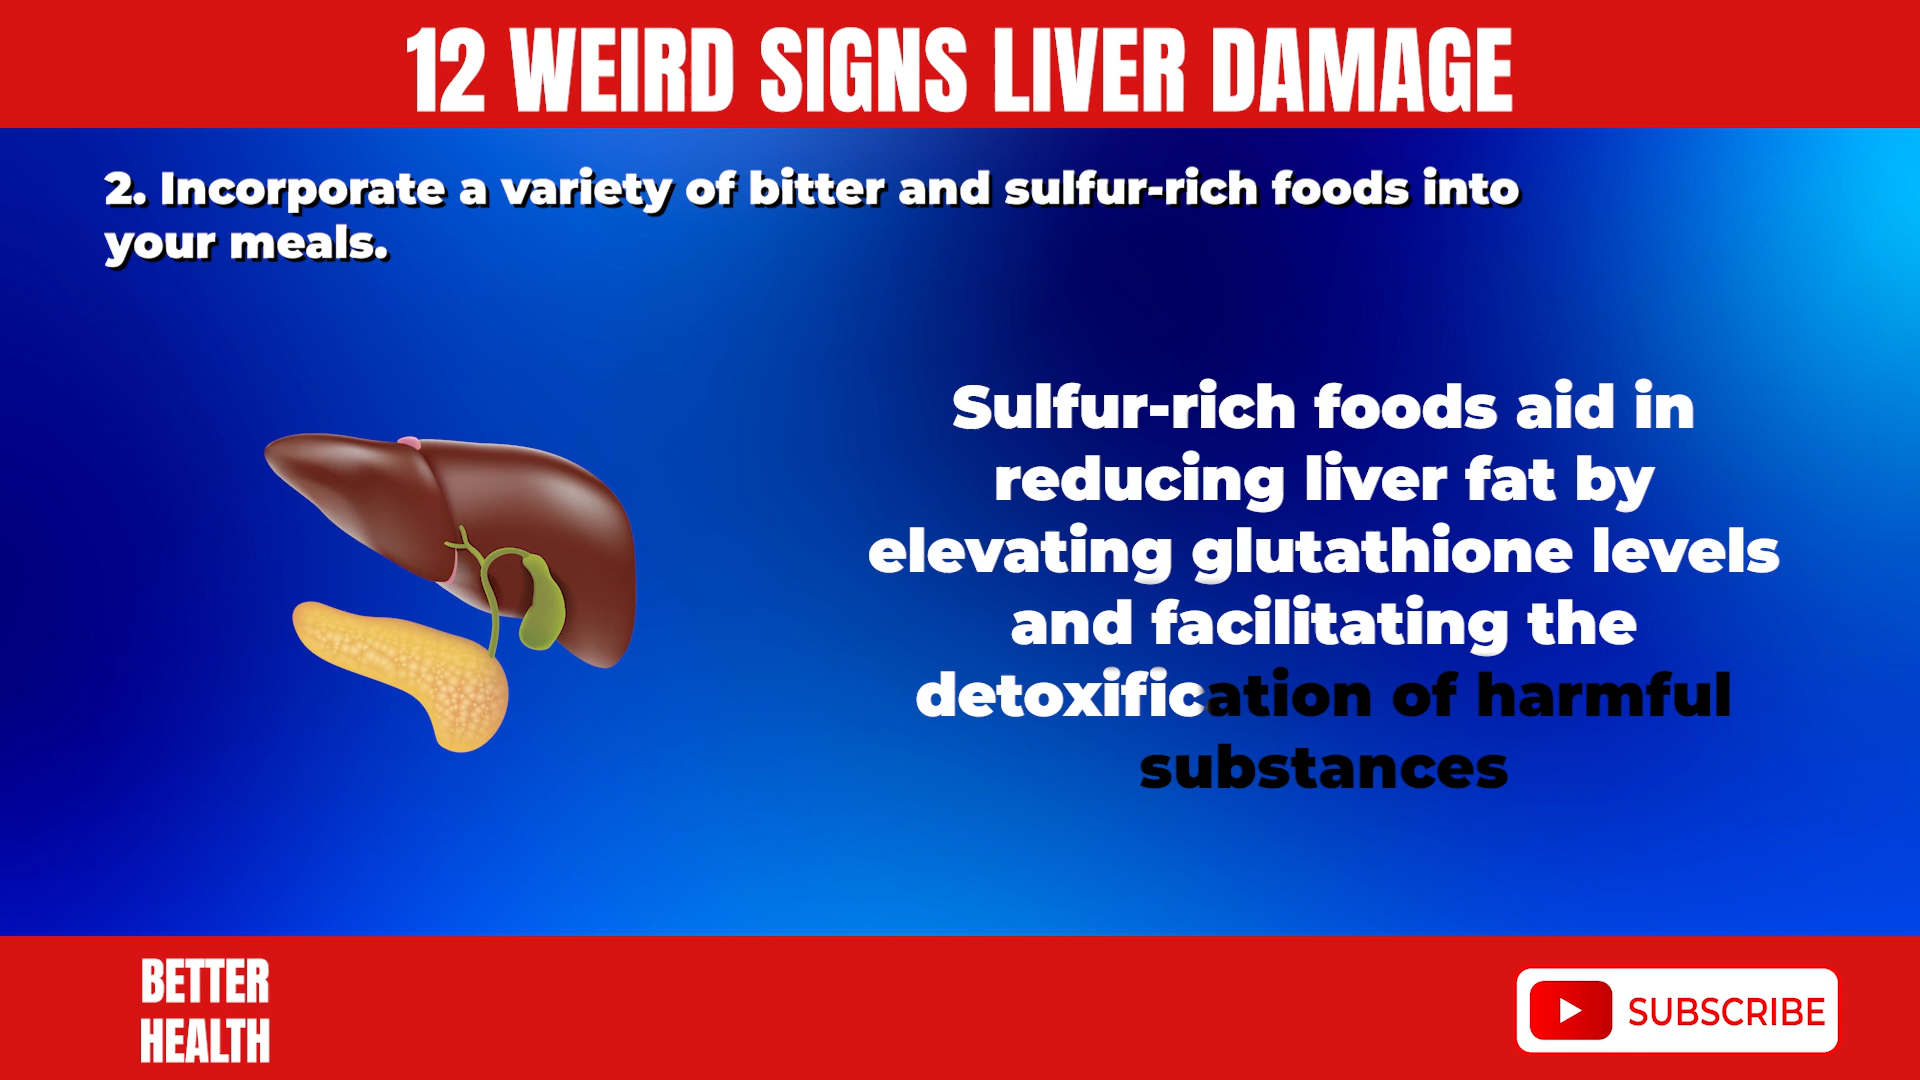 12 WEIRD SIGNS LIVER DAMAGE
2. Incorporate a variety of bitter and sulfur-rich foods into
your meals.
Sulfur-rich foods aid in
reducing liver fat by
elevating glutathione levels
and facilitating the
detoxification of harmful
substances
BETTER
HEALTH
SUBSCRIBE